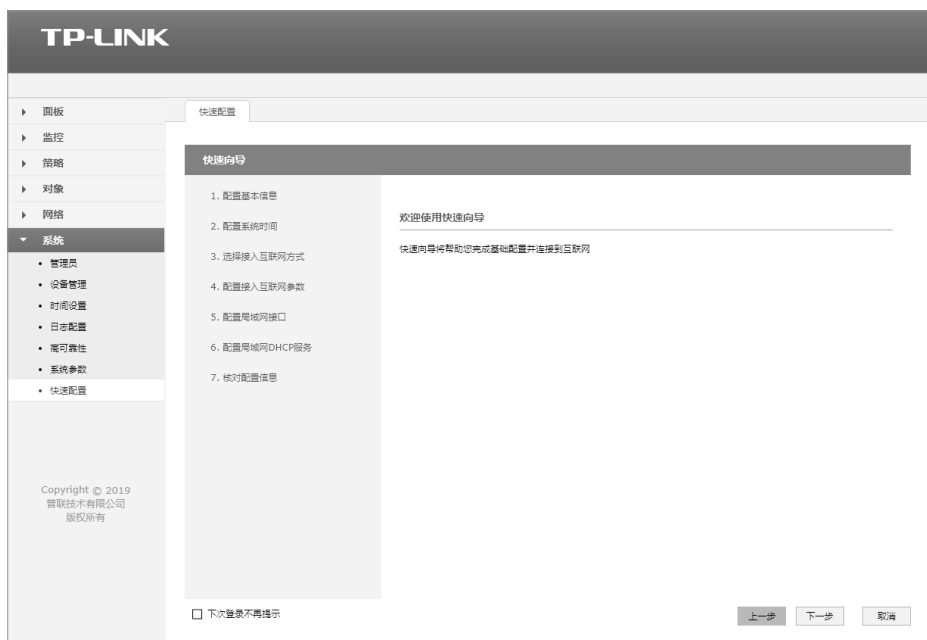 TP-LINK
面板
监控
策略
对象
网络
系统
管理员
设备管理
时间设置
日志配置
高可靠性
系统参数
快速配置
Copyright © 2019
普联技术有限公司
版权所有
快速配置
快速向导
1. 配置基本信息
2. 配置系统时间
3. 选择接入互联网方式
4. 配置接入互联网参数
5. 配置局域网接口
6. 配置局域网DHCP服务
7. 核对配置信息
欢迎使用快速向导
快速向导将帮助您完成基础配置并连接到互联网
下次登录不再提示
上一步 下一步 取消